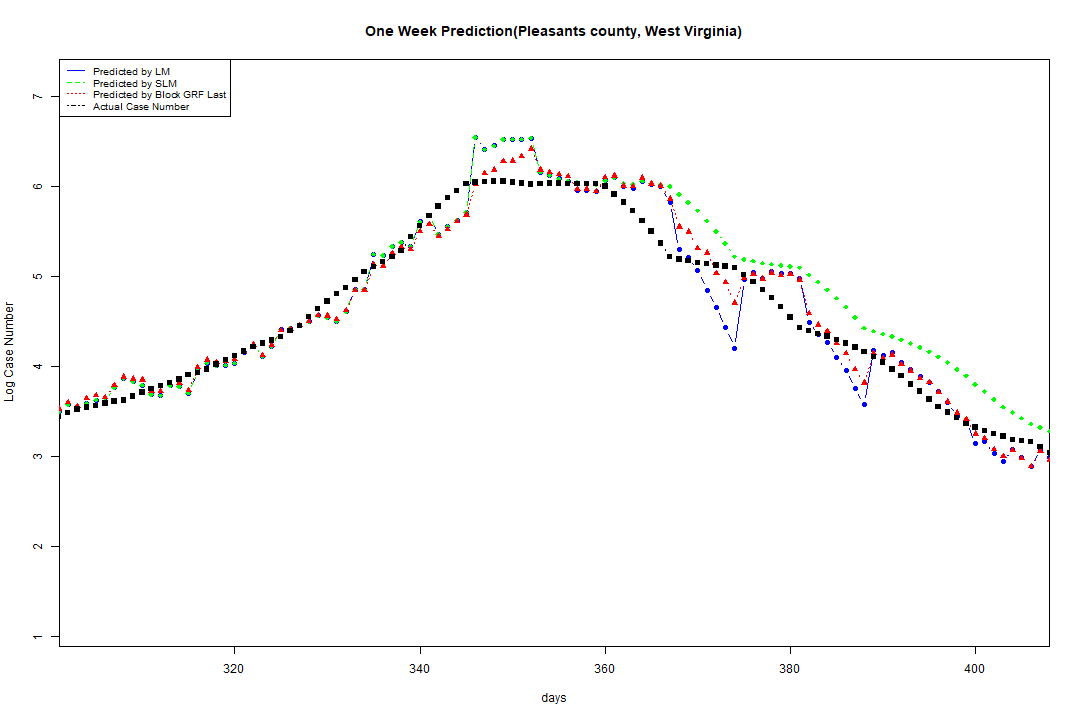 One Week Prediction(Pleasants county, West Virginia)
Predicted by LM
Predicted by SLM
Predicted by Block GRF Last
Actual Case Number
7
6
5
4
3
2
1
Log Case Number
320 340 360 380 400
days